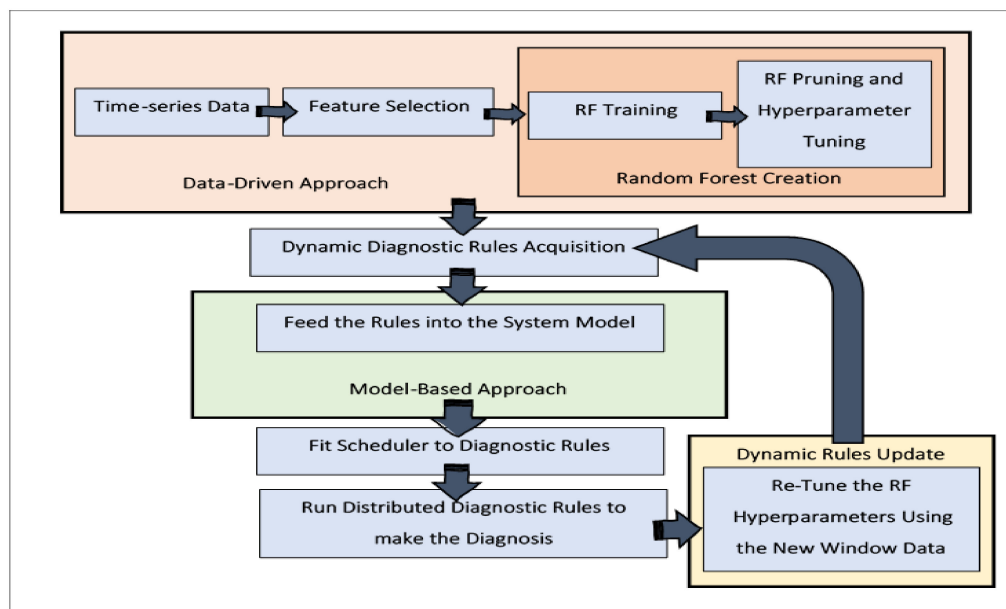 Time-series Data
Feature Selection
RF Training
RF Pruning and
Hyperparameter
Tuning
Random Forest Creation
Data-Driven Approach
Dynamic Diagnostic Rules Acquisition
Feed the Rules into the System Model
Model-Based Approach
Fit Scheduler to Diagnostic Rules
Run Distributed Diagnostic Rules to
make the Diagnosis
Dynamic Rules Update
Re-Tune the RF
Hyperparameters Using
the New Window Data